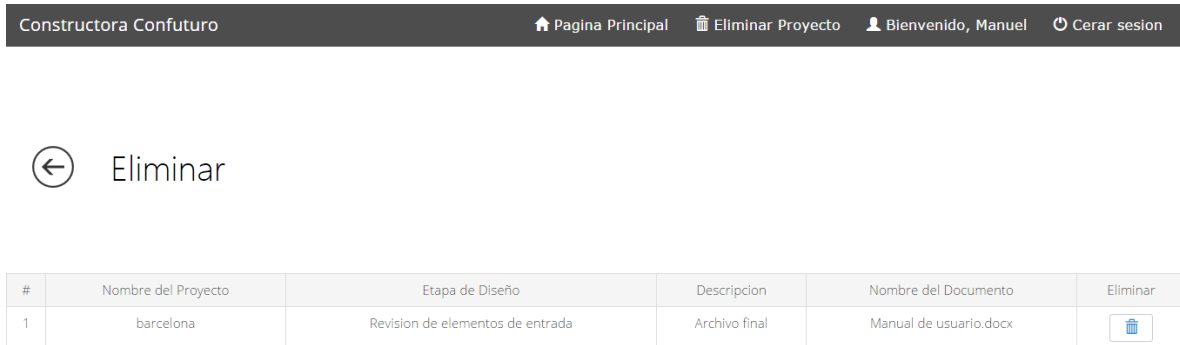 Constructora Confuturo Pagina Principal Eliminar Proyecto Bienvenido, Manuel Cerar sesion
Eliminar
# Nombre del Proyecto Etapa de Diseño Descripcion Nombre del Documento Eliminar
1 barcelona Revision de elementos de entrada Archivo final Manual de usuario.docx